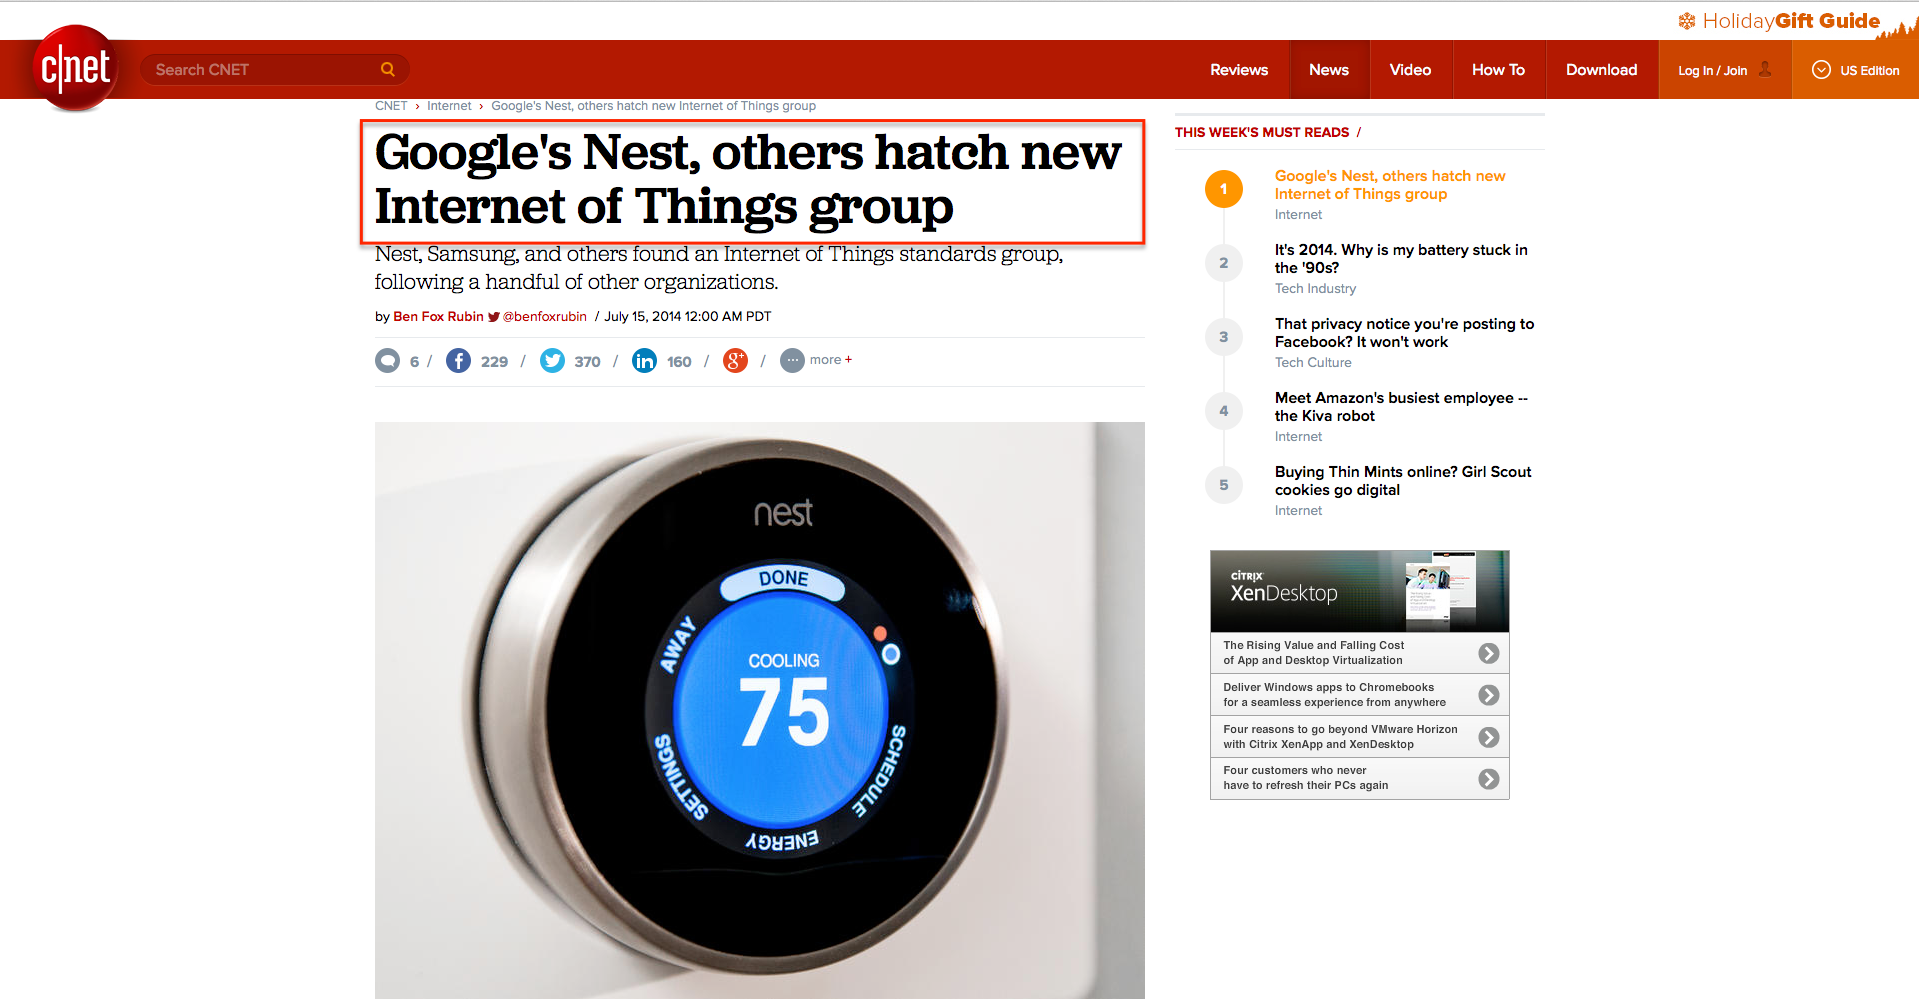 HolidayGift Guide
c|net
Search CNET
Reviews
News
Video
How To
Download
Log In / Join
US Edition
CNET › Internet › Google's Nest, others hatch new Internet of Things group
Google's Nest, others hatch new
Internet of Things group
Nest, Samsung, and others found an Internet of Things standards group,
following a handful of other organizations.
by Ben Fox Rubin @benfoxrubin / July 15, 2014 12:00 AM PDT
6 / f 229 / 370 / in 160 / g+ / ... more +
nest
DONE
AWAY
COOLING
75
SETTINGS
SCHEDULE
ENERGY
THIS WEEK'S MUST READS /
1
Google's Nest, others hatch new
Internet of Things group
Internet
2
It's 2014. Why is my battery stuck in
the '90s?
Tech Industry
3
That privacy notice you're posting to
Facebook? It won't work
Tech Culture
4
Meet Amazon's busiest employee --
the Kiva robot
Internet
5
Buying Thin Mints online? Girl Scout
cookies go digital
Internet
CITRIX
XenDesktop
The Rising Value and Falling Cost
of App and Desktop Virtualization
Deliver Windows apps to Chromebooks
for a seamless experience from anywhere
Four reasons to go beyond VMware Horizon
with Citrix XenApp and XenDesktop
Four customers who never
have to refresh their PCs again